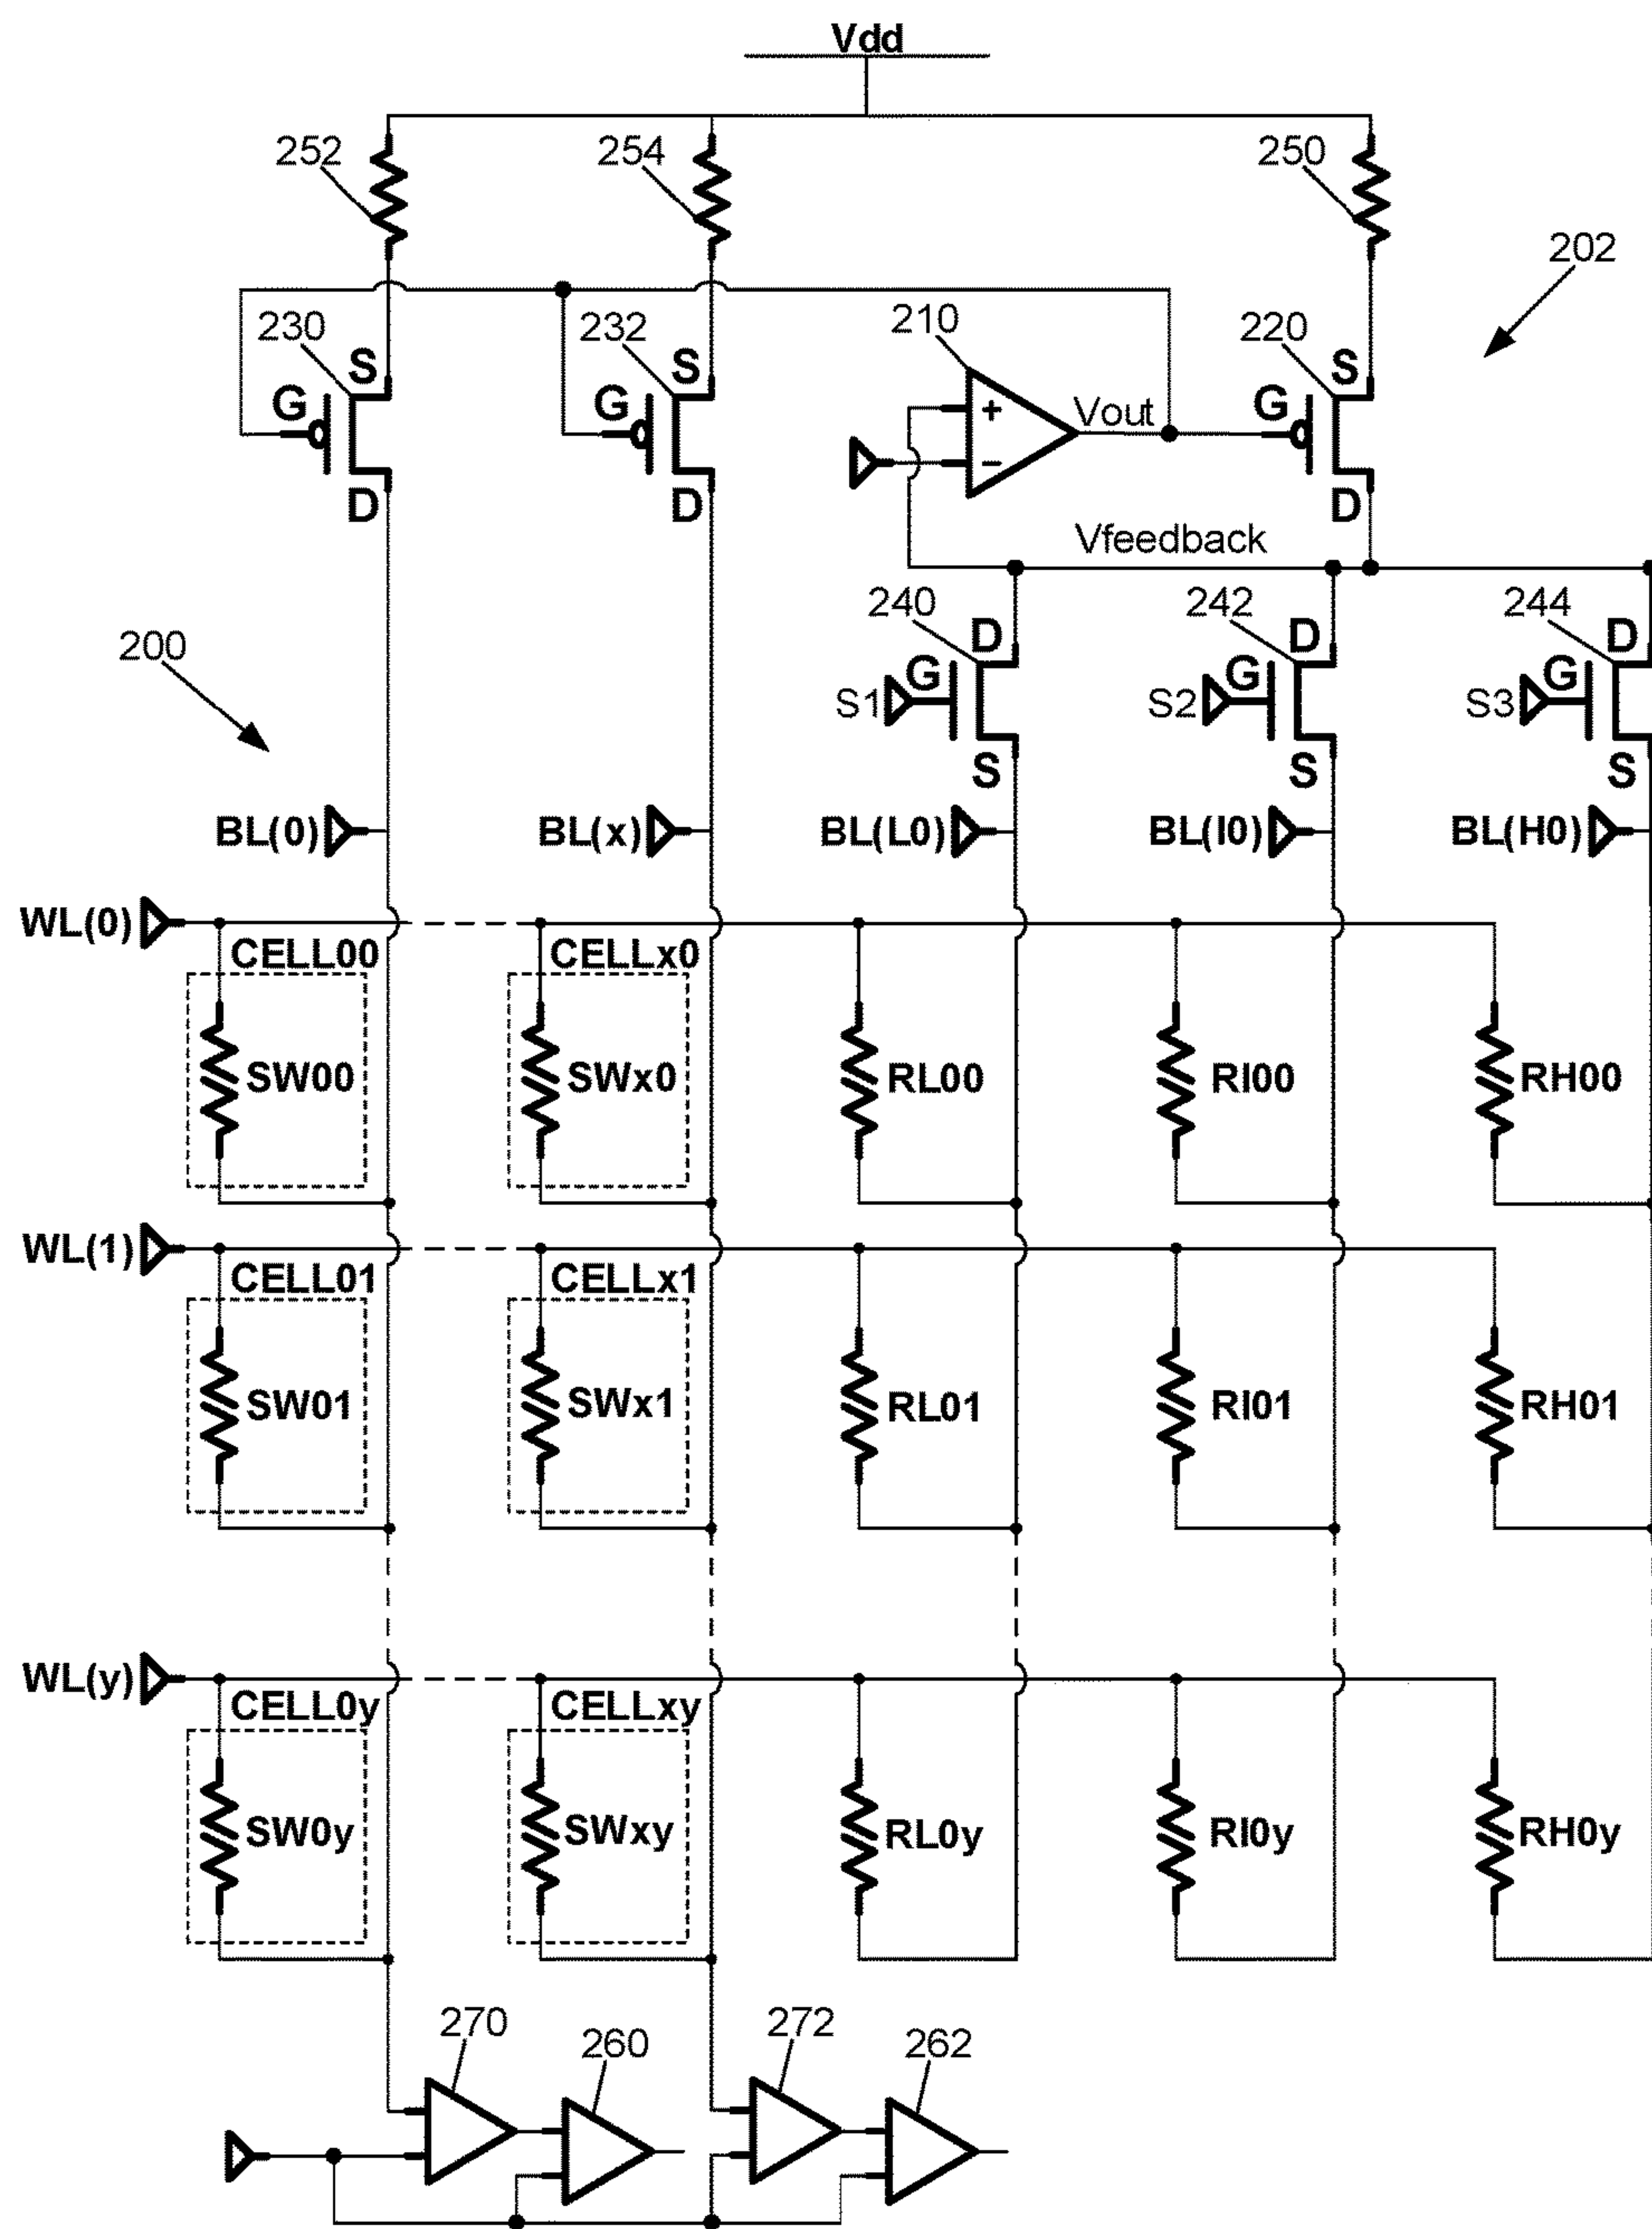 Vdd
252 254 250
202
230 232 210 220
S S S
G G + Vout G
−
D D D
Vfeedback
240 242 244
200 D D D
G G G
S1 S2 S3
S S S
BL(0) BL(x) BL(L0) BL(I0) BL(H0)
WL(0)
CELL00 CELLx0
SW00 SWx0 RL00 RI00 RH00
WL(1)
CELL01 CELLx1
SW01 SWx1 RL01 RI01 RH01
WL(y)
CELL0y CELLxy
SW0y SWxy RL0y RI0y RH0y
270 260 272 262